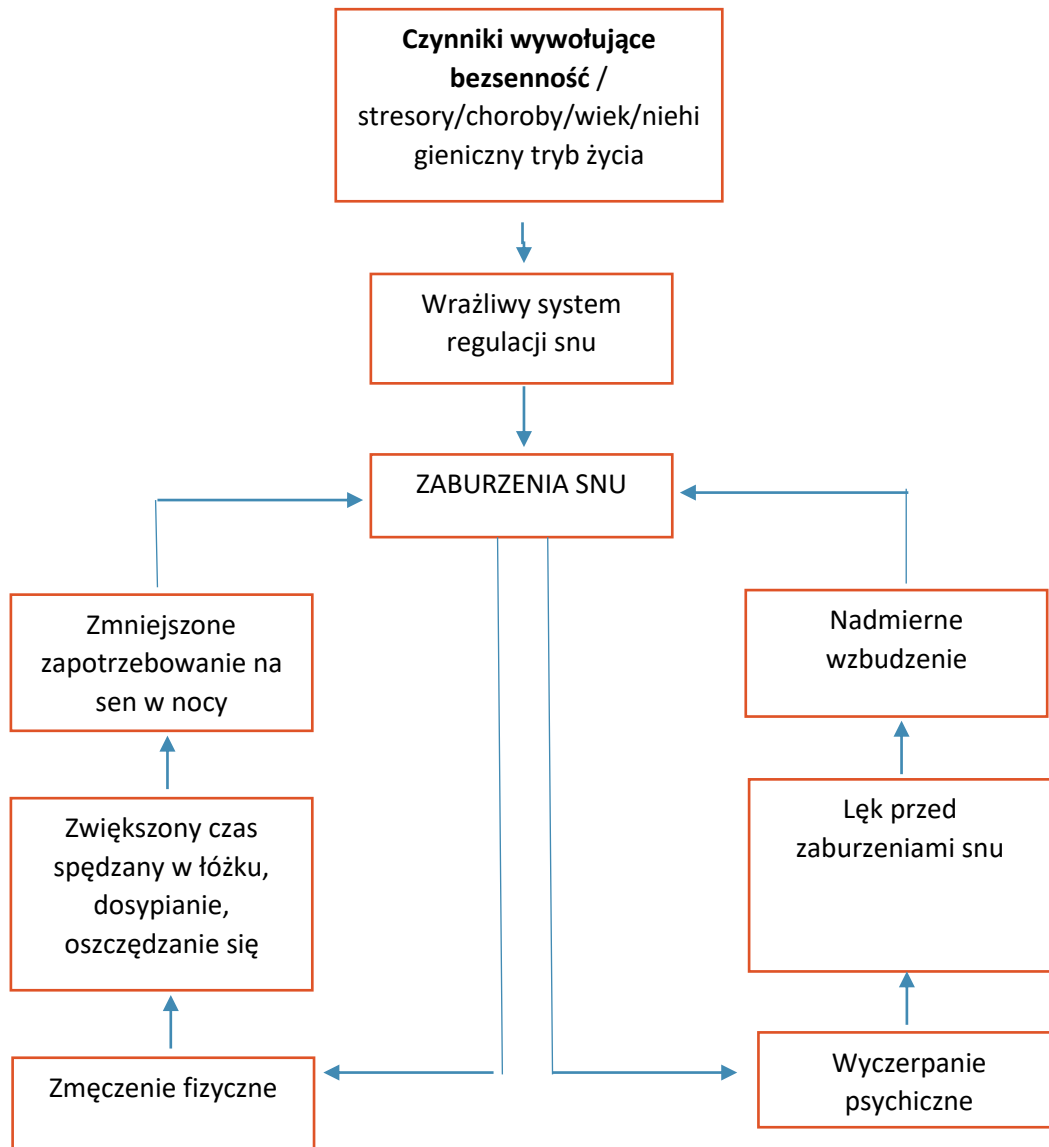 Czynniki wywołujące
bezsenność /
stresory/choroby/wiek/niehi
gieniczny tryb życia
Wrażliwy system
regulacji snu
ZABURZENIA SNU
Zmniejszone
zapotrzebowanie na
sen w nocy
Nadmierne
wzbudzenie
Zwiększony czas
spędzany w łóżku,
dosypianie,
oszczędzanie się
Lęk przed
zaburzeniami snu
Zmęczenie fizyczne
Wyczerpanie
psychiczne